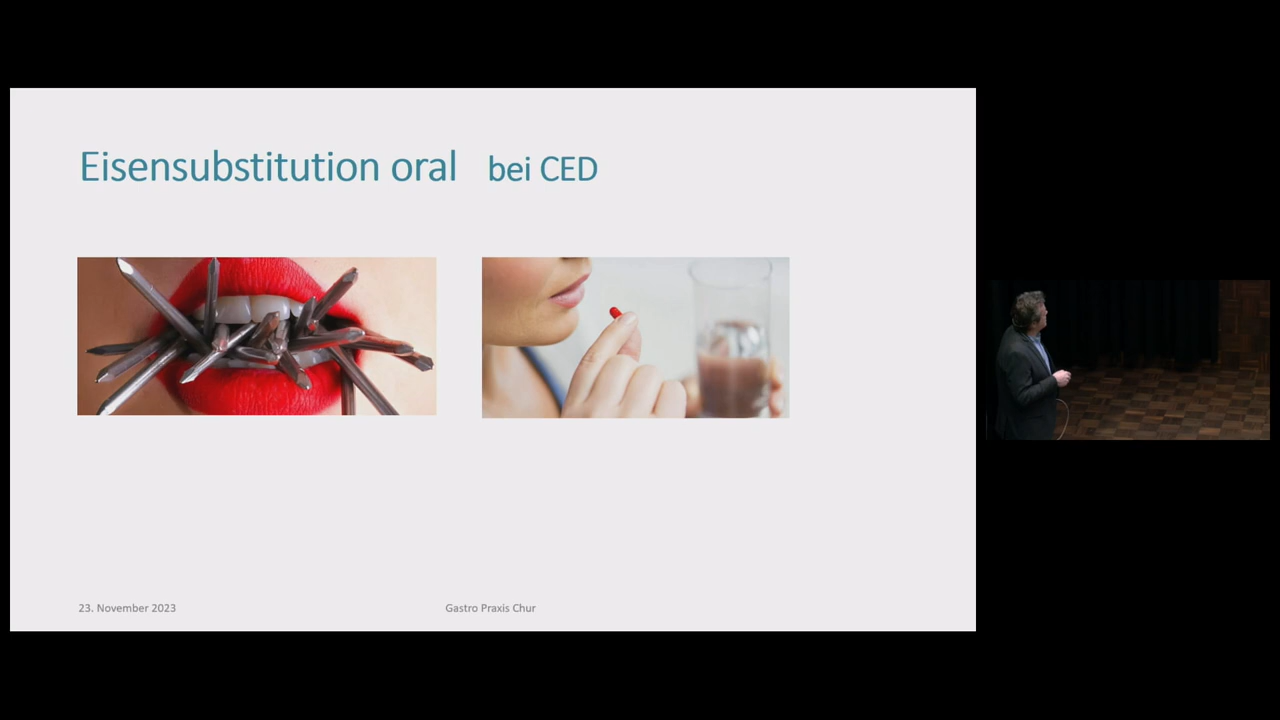 Eisensubstitution oral bei CED
23. November 2023
Gastro Praxis Chur